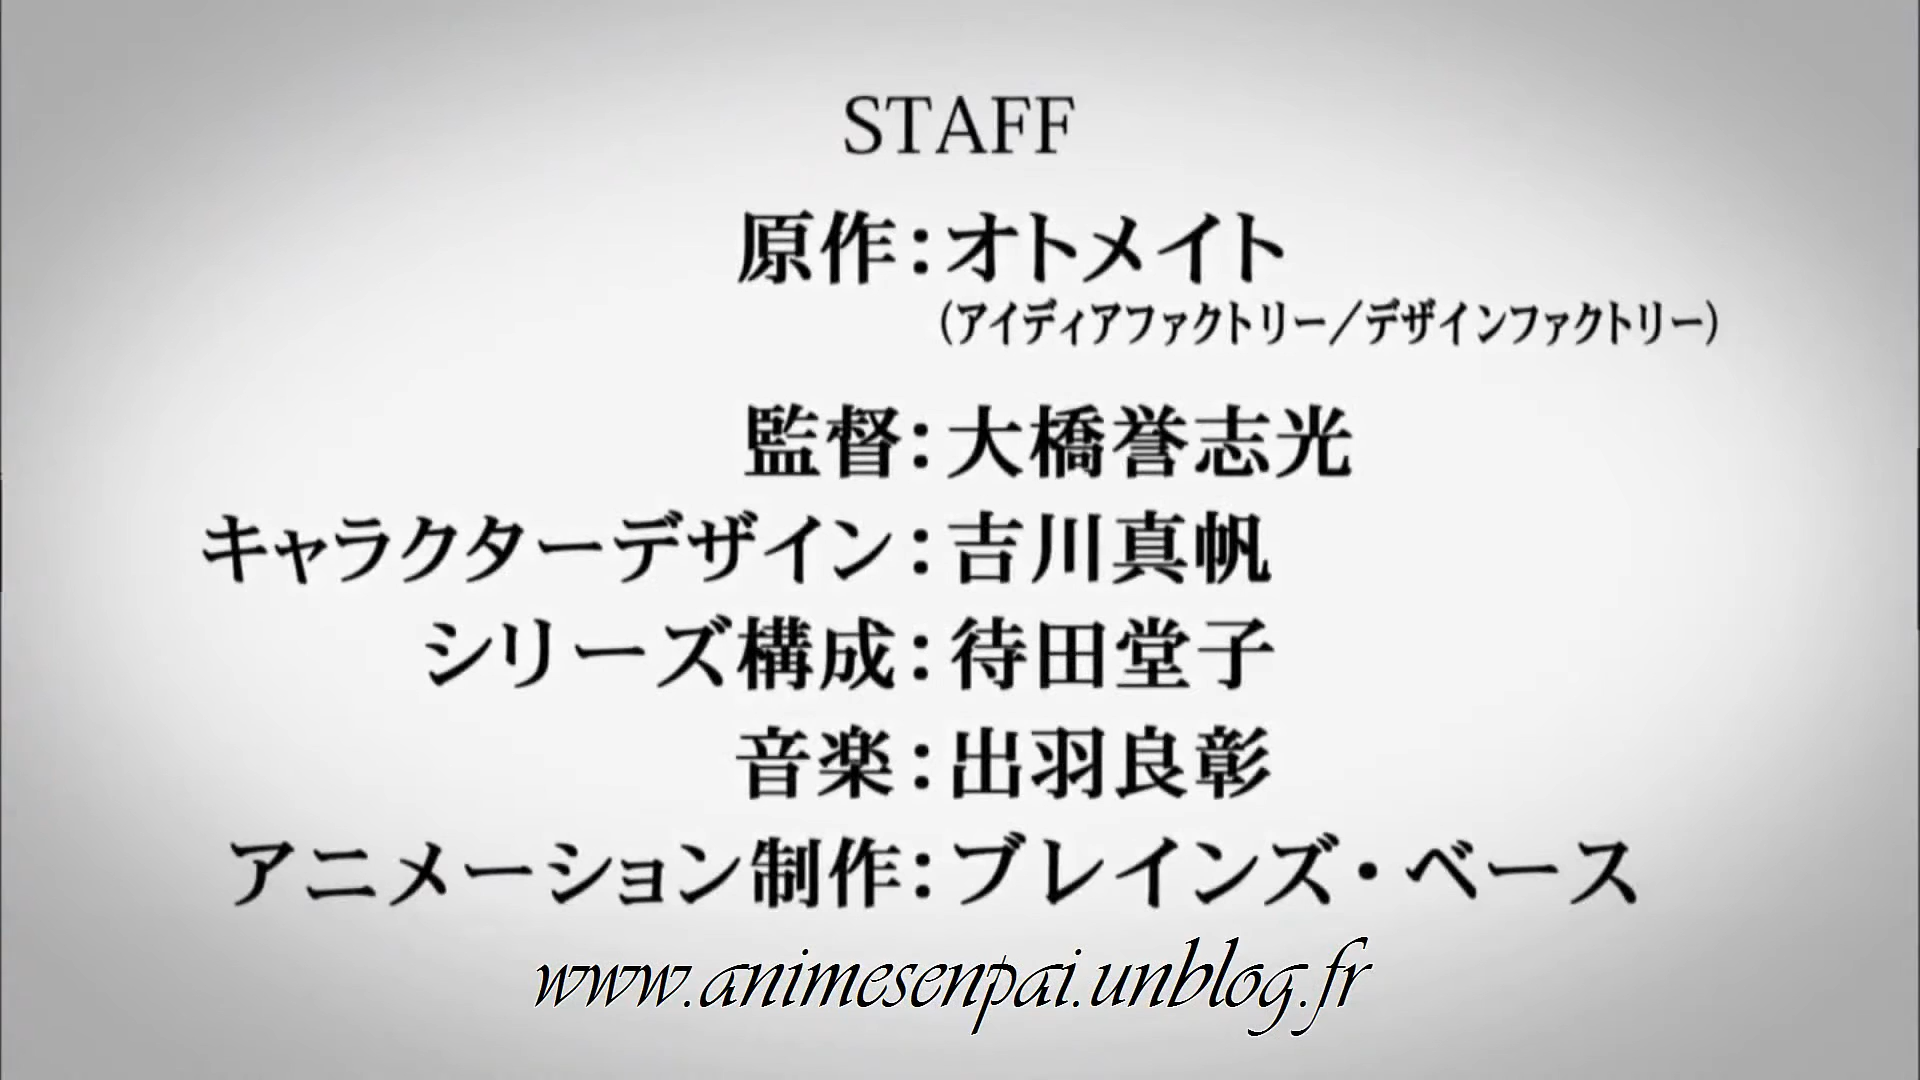 STAFF
原作：オトメイト
（アイディアファクトリー／デザインファクトリー）
監督：大橋誉志光
キャラクターデザイン：吉川真帆
シリーズ構成：待田堂子
音楽：出羽良彰
アニメーション制作：ブレインズ・ベース
www.animesenpai.unblog.fr